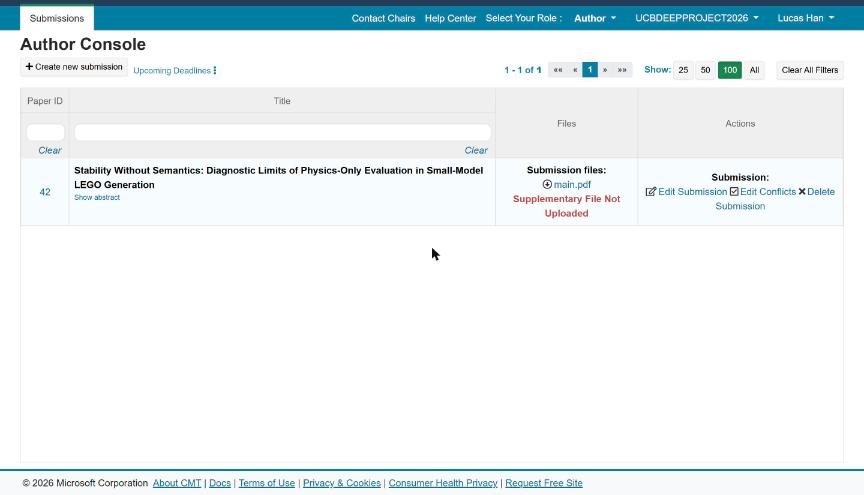 Submissions
Contact Chairs Help Center Select Your Role : Author UCBDEEPPROJECT2026 Lucas Han
Author Console
+ Create new submission Upcoming Deadlines
1 - 1 of 1 «« « 1 » »» Show: 25 50 100 All Clear All Filters
Paper ID Title Files Actions
Clear Clear
42
Stability Without Semantics: Diagnostic Limits of Physics-Only Evaluation in Small-Model
LEGO Generation
Show abstract
Submission files:
main.pdf
Supplementary File Not
Uploaded
Submission:
Edit Submission Edit Conflicts Delete
Submission
© 2026 Microsoft Corporation About CMT | Docs | Terms of Use | Privacy & Cookies | Consumer Health Privacy | Request Free Site